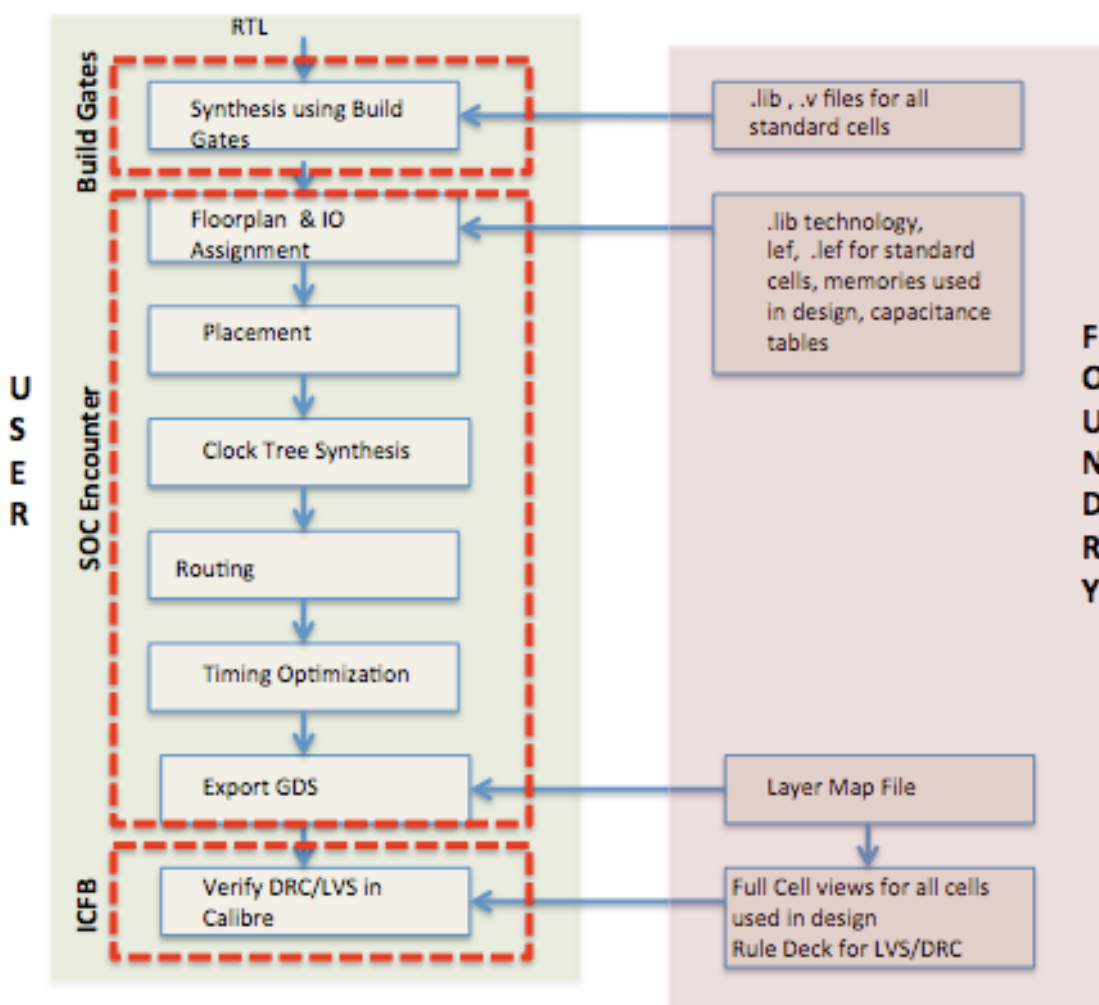 RTL
Build Gates
Synthesis using Build
Gates
.lib , .v files for all
standard cells
Floorplan & IO
Assignment
.lib technology,
lef, .lef for standard
cells, memories used
in design, capacitance
tables
Placement
USER
SOC Encounter
Clock Tree Synthesis
FOUNDRY
Routing
Timing Optimization
Export GDS
Layer Map File
ICFB
Verify DRC/LVS in
Calibre
Full Cell views for all cells
used in design
Rule Deck for LVS/DRC